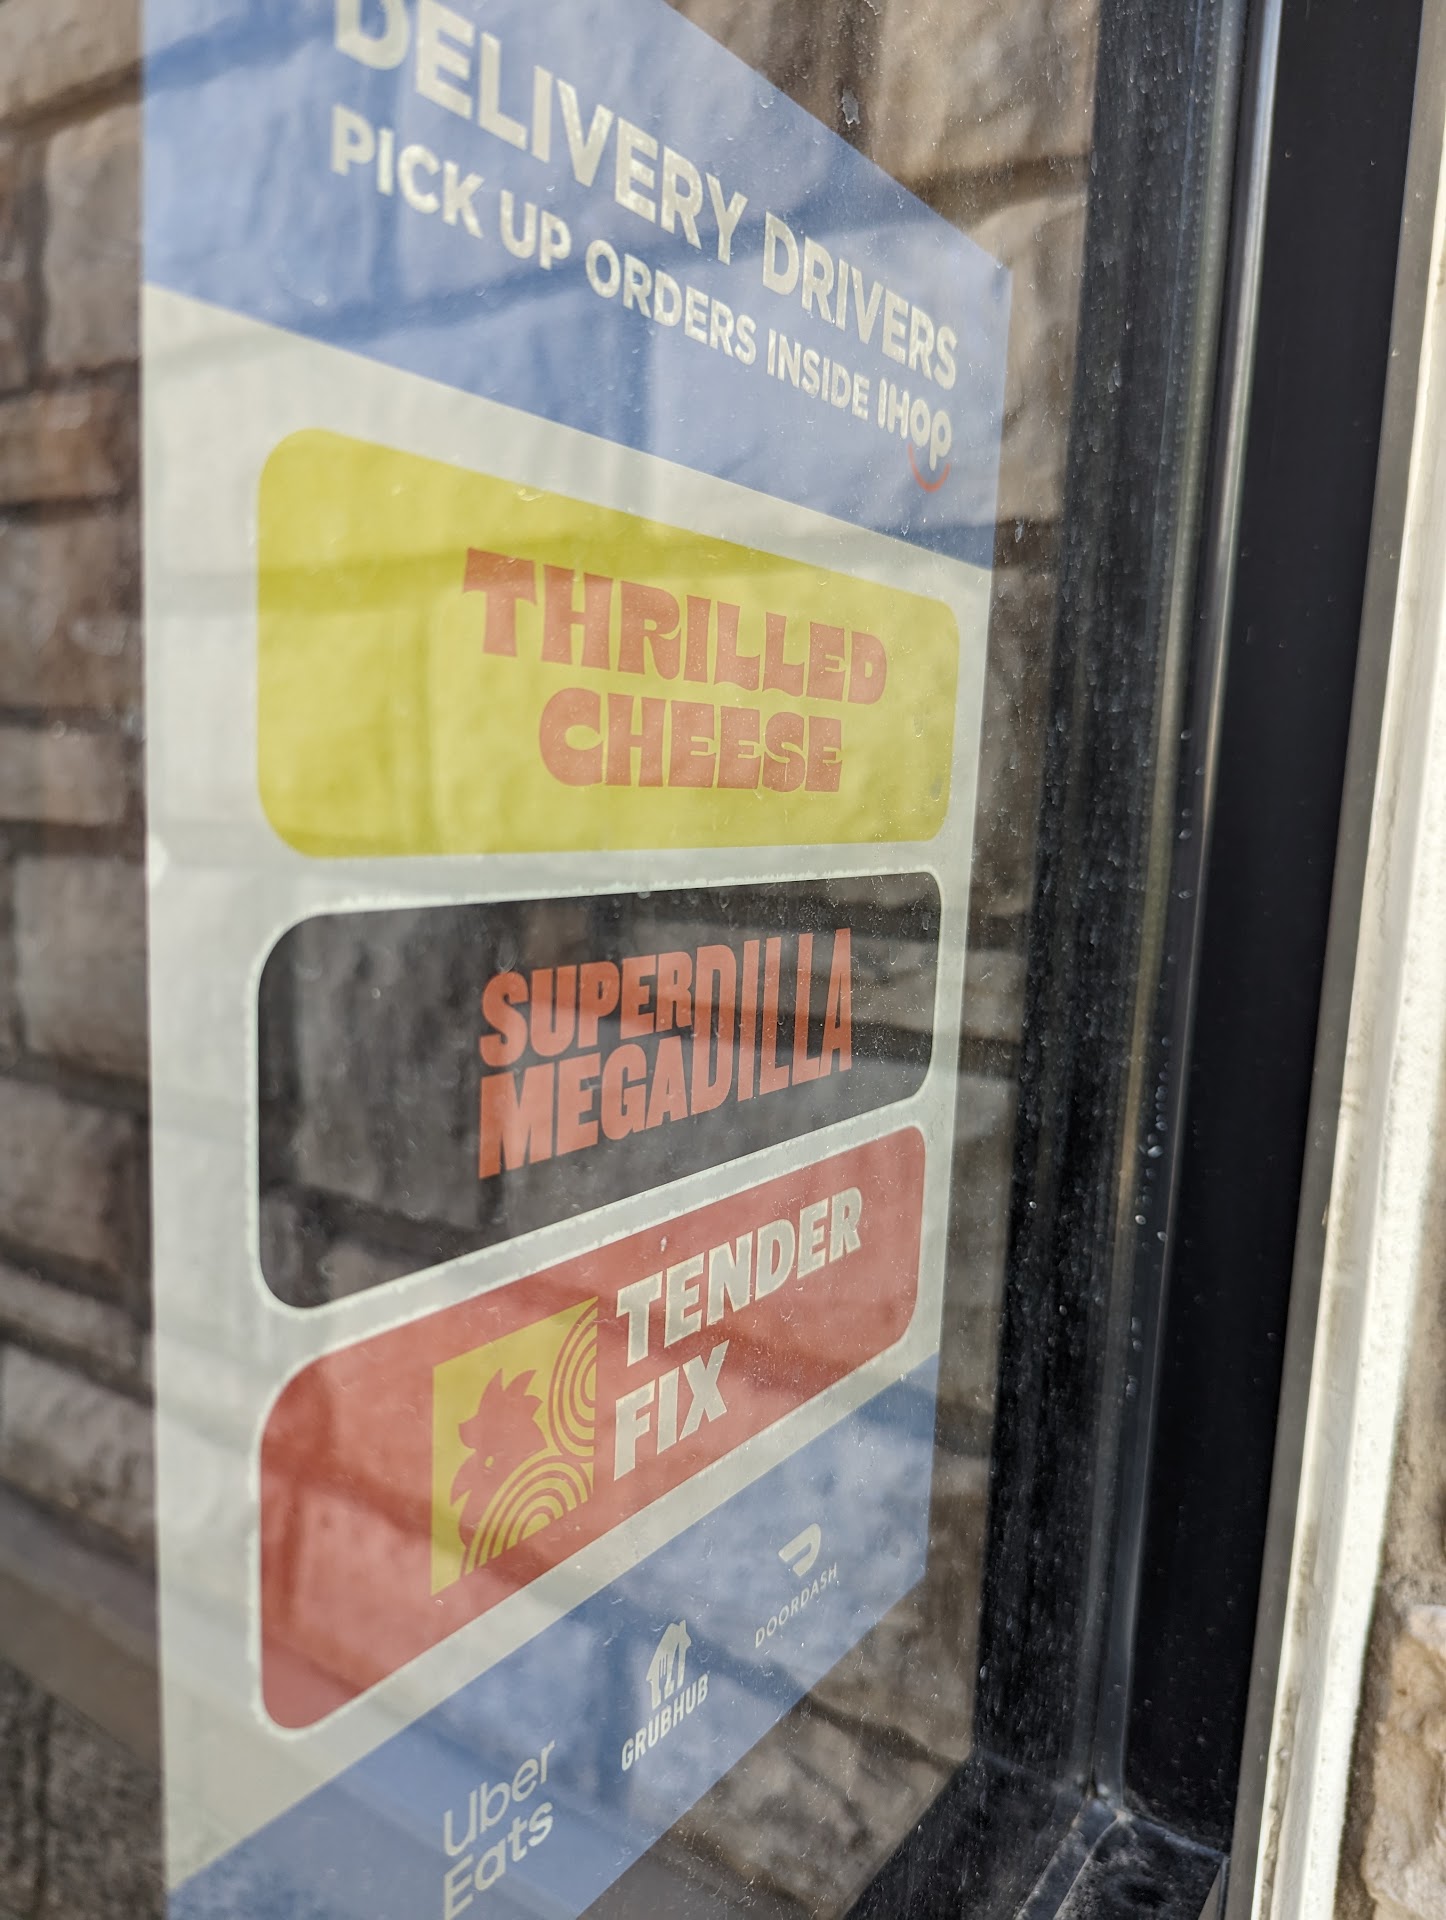 DELIVERY DRIVERS
PICK UP ORDERS INSIDE IHOP
THRILLED
CHEESE
SUPERDILLA
MEGADILLA
TENDER
FIX
DOORDASH
GRUBHUB
Uber
Eats